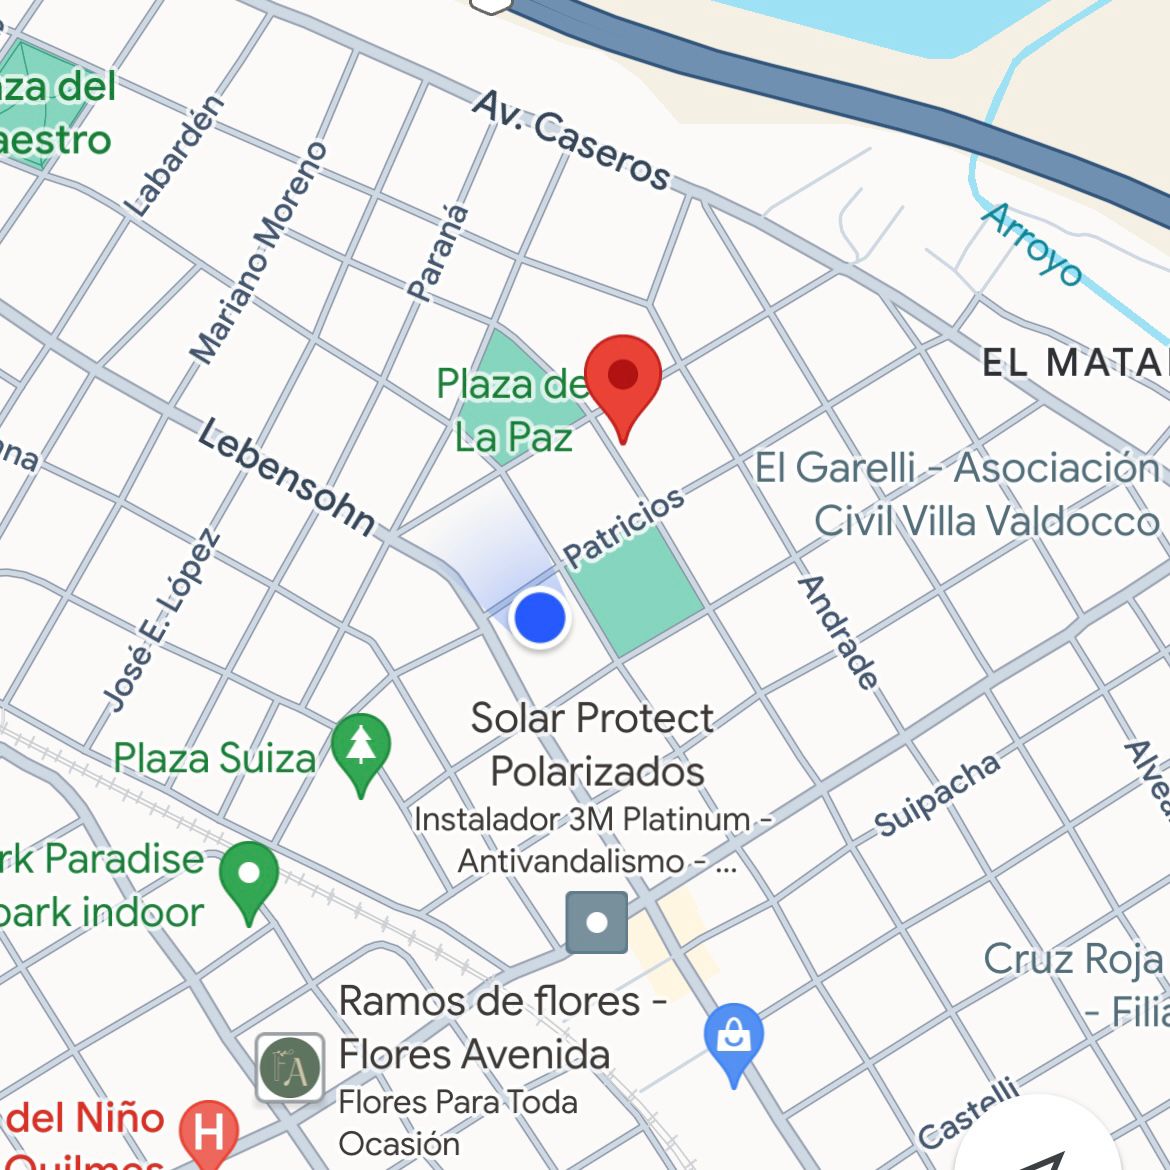 Av. Caseros
aza del
aestro
Labardén
Mariano Moreno
Paraná
Arroyo
EL MATA
Plaza de
La Paz
Lebensohn
ana
José E. López
Patricios
El Garelli - Asociación
Civil Villa Valdocco
Andrade
Solar Protect
Polarizados
Instalador 3M Platinum -
Antivandalismo - ...
Plaza Suiza
Suipacha
Alvea
rk Paradise
park indoor
Cruz Roja
- Filia
Ramos de flores -
Flores Avenida
Flores Para Toda
Ocasión
FA
Castelli
del Niño
H
Quilmes